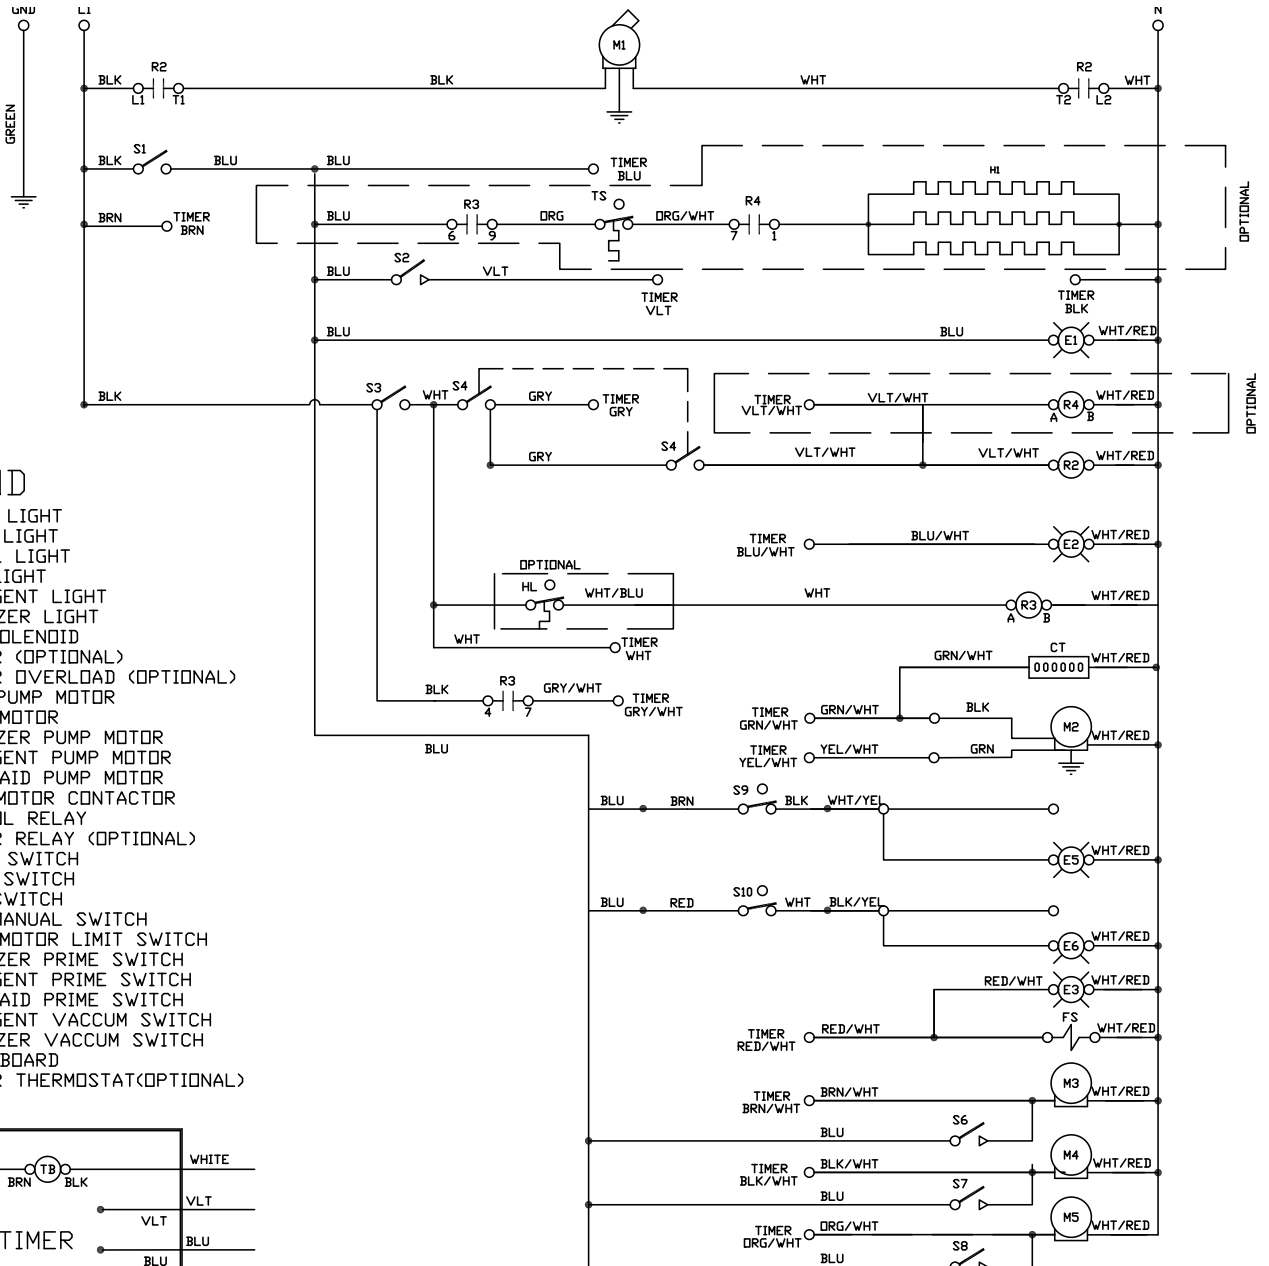 GND
L1
N
M1
BLK
R2
BLK
WHT
R2
WHT
L1
T1
T2
L2
GREEN
S1
BLK
BLU
BLU
TIMER
BLU
H1
OPTIONAL
BRN
TIMER
BRN
BLU
R3
6
9
ORG
TS
ORG/WHT
R4
7
1
BLU
S2
VLT
TIMER
VLT
TIMER
BLK
BLU
BLU
E1
WHT/RED
BLK
S3
WHT
S4
GRY
TIMER
GRY
TIMER
VLT/WHT
VLT/WHT
R4
A
B
WHT/RED
OPTIONAL
GRY
S4
VLT/WHT
VLT/WHT
R2
WHT/RED
TIMER
BLU/WHT
BLU/WHT
E2
WHT/RED
OPTIONAL
HL
WHT/BLU
WHT
R3
A
B
WHT/RED
WHT
TIMER
WHT
GRN/WHT
CT
000000
WHT/RED
BLK
R3
4
7
GRY/WHT
TIMER
GRY/WHT
TIMER
GRN/WHT
GRN/WHT
BLK
M2
WHT/RED
BLU
TIMER
YEL/WHT
YEL/WHT
GRN
BLU
BRN
S9
BLK
WHT/YEL
E5
WHT/RED
BLU
RED
S10
WHT
BLK/YEL
E6
WHT/RED
RED/WHT
E3
WHT/RED
TIMER
RED/WHT
RED/WHT
FS
WHT/RED
TIMER
BRN/WHT
BRN/WHT
M3
WHT/RED
BLU
S6
TIMER
BLK/WHT
BLK/WHT
M4
WHT/RED
BLU
S7
TIMER
ORG/WHT
ORG/WHT
M5
WHT/RED
BLU
S8
D
LIGHT
LIGHT
LIGHT
IGHT
GENT LIGHT
ZER LIGHT
OLENOID
R (OPTIONAL)
R OVERLOAD (OPTIONAL)
PUMP MOTOR
MOTOR
ZER PUMP MOTOR
GENT PUMP MOTOR
AID PUMP MOTOR
MOTOR CONTACTOR
OL RELAY
R RELAY (OPTIONAL)
SWITCH
SWITCH
SWITCH
MANUAL SWITCH
MOTOR LIMIT SWITCH
ZER PRIME SWITCH
GENT PRIME SWITCH
AID PRIME SWITCH
GENT VACCUM SWITCH
ZER VACCUM SWITCH
BOARD
R THERMOSTAT(OPTIONAL)
TB
BRN
BLK
WHITE
VLT
VLT
TIMER
BLU
BLU